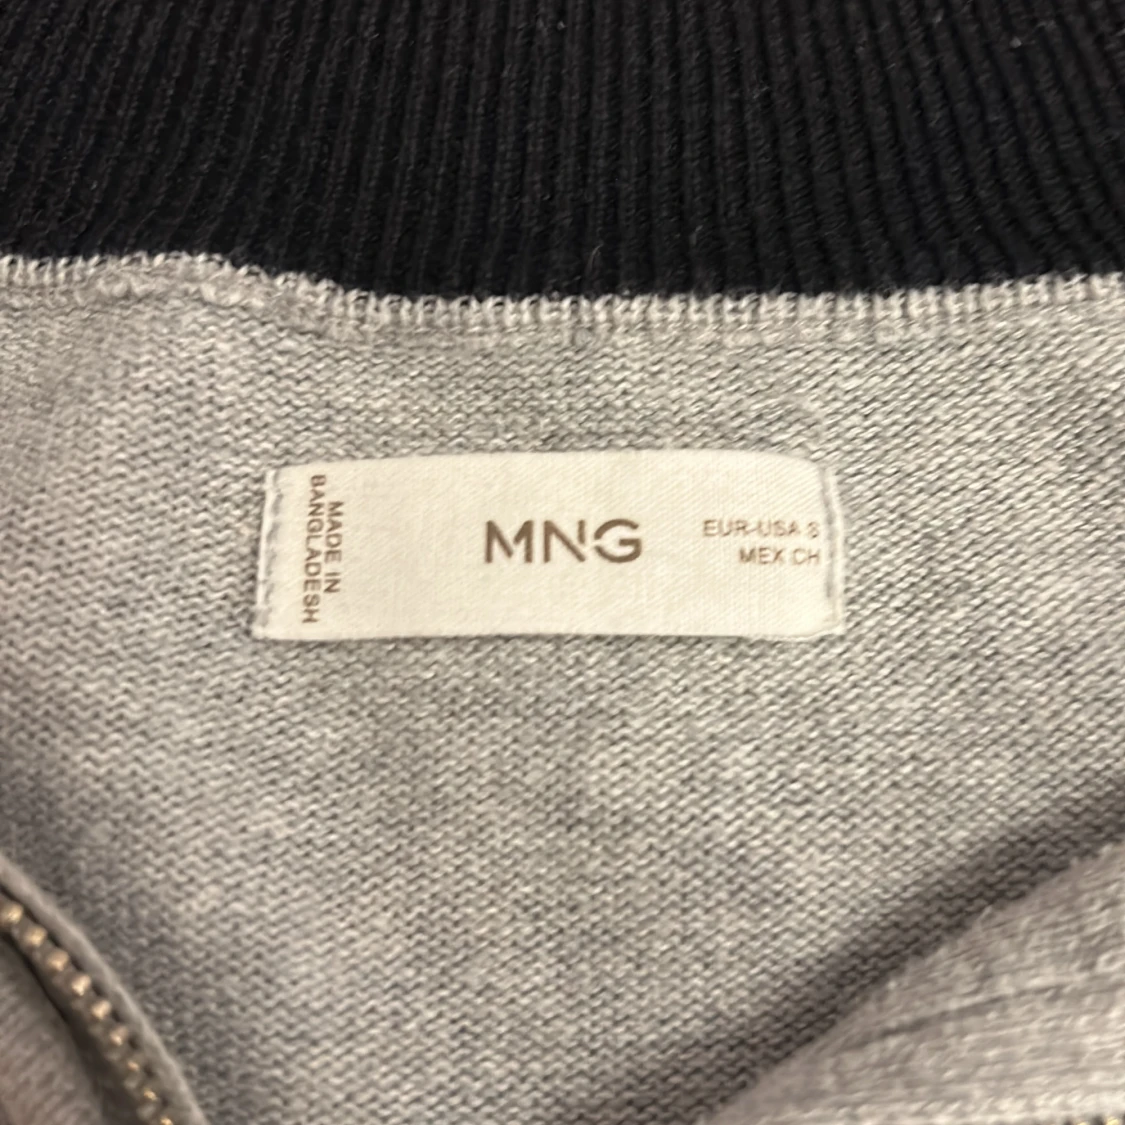 MADE IN
BANGLADESH
MNG
EUR-USA S
MEX CH